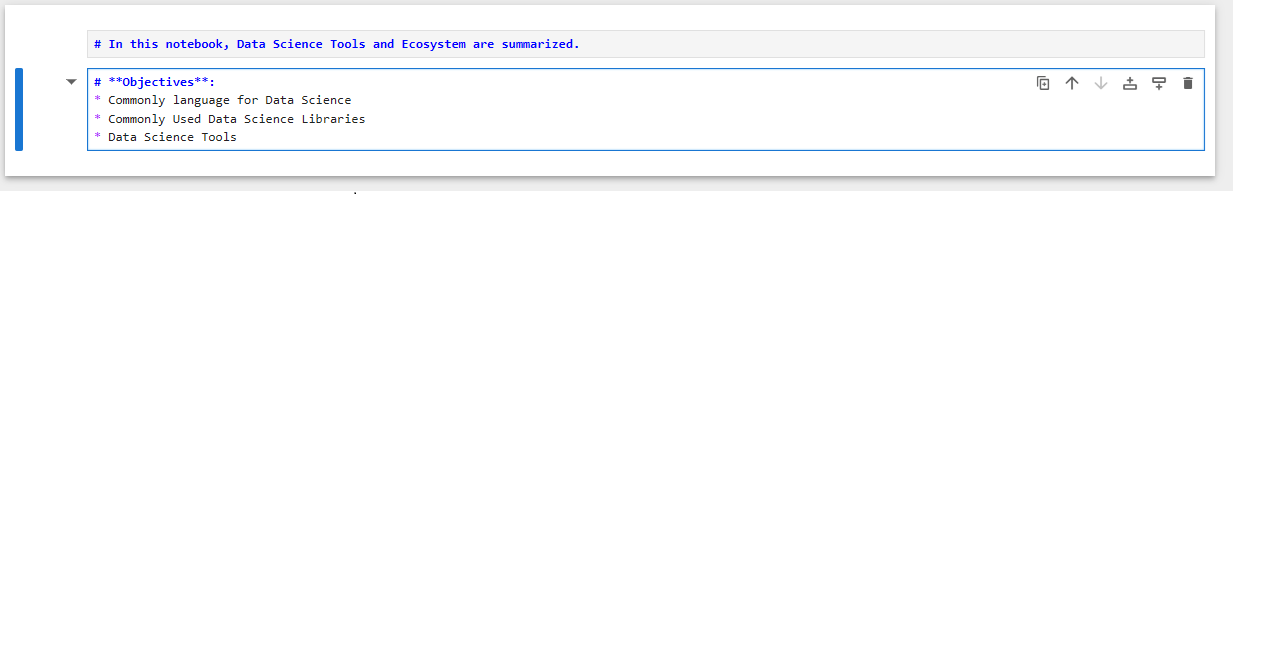 # In this notebook, Data Science Tools and Ecosystem are summarized.
# **Objectives**:
* Commonly language for Data Science
* Commonly Used Data Science Libraries
* Data Science Tools